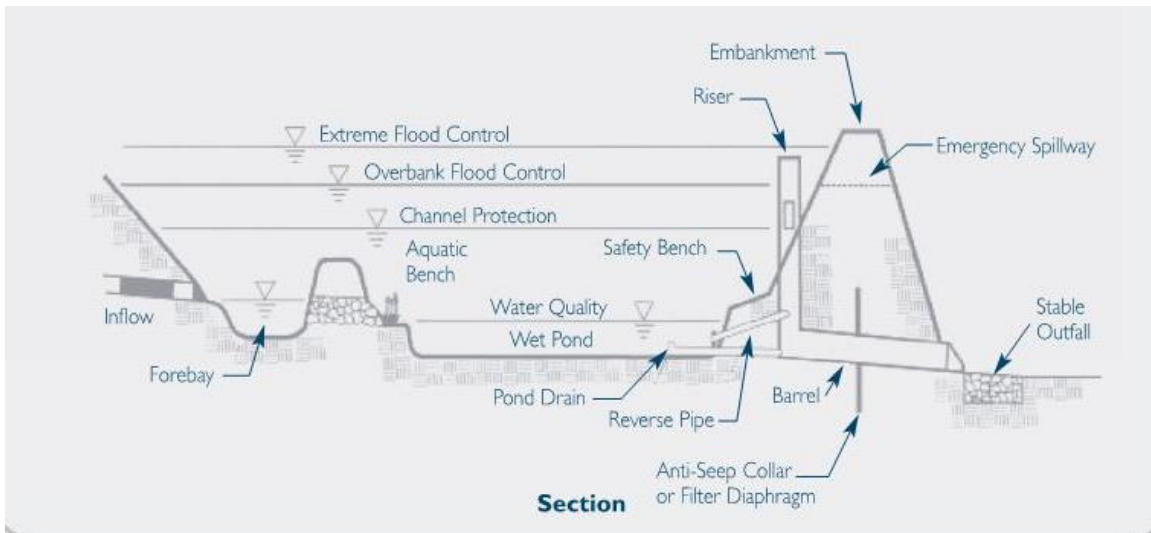 Embankment
Riser
Extreme Flood Control
Emergency Spillway
Overbank Flood Control
Channel Protection
Aquatic
Bench
Safety Bench
Water Quality
Stable
Outfall
Inflow
Wet Pond
Forebay
Pond Drain
Barrel
Reverse Pipe
Anti-Seep Collar
or Filter Diaphragm
Section